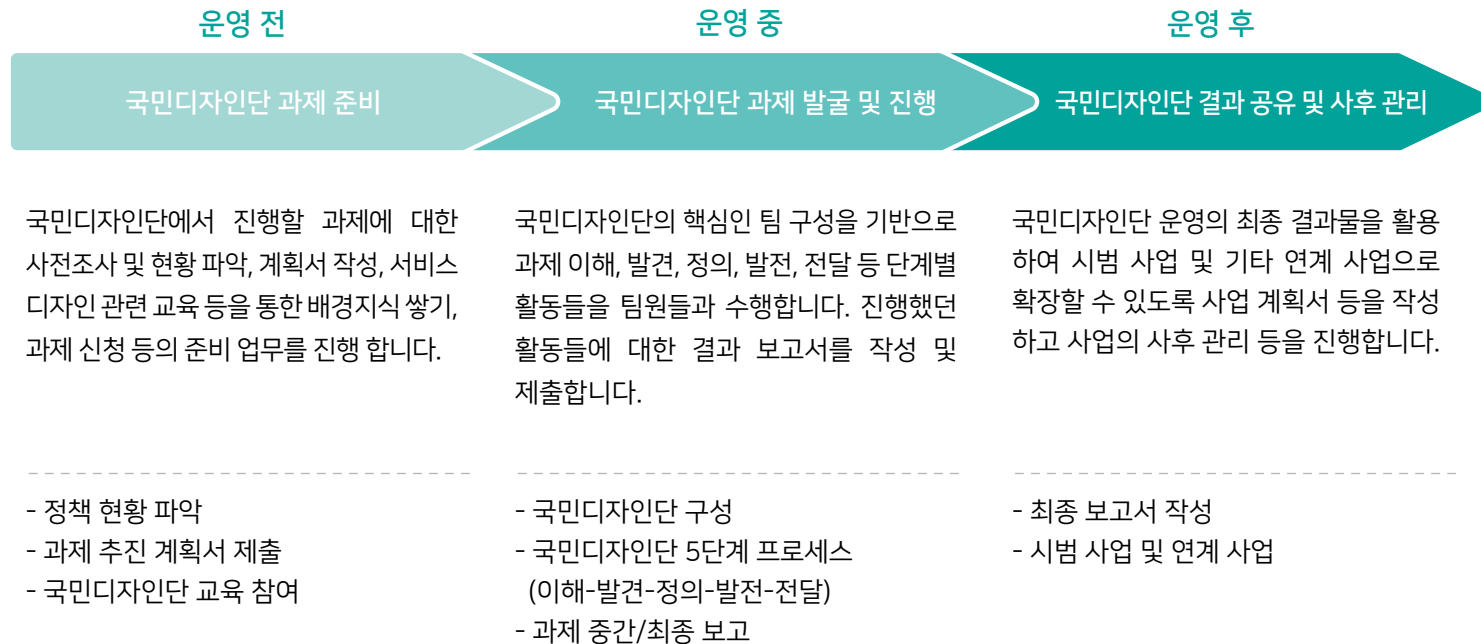 운영 전
국민디자인단 과제 준비
국민디자인단에서 진행할 과제에 대한
사전조사 및 현황 파악, 계획서 작성, 서비스
디자인 관련 교육 등을 통한 배경지식 쌓기,
과제 신청 등의 준비 업무를 진행 합니다.
- 정책 현황 파악
- 과제 추진 계획서 제출
- 국민디자인단 교육 참여
운영 중
국민디자인단 과제 발굴 및 진행
국민디자인단의 핵심인 팀 구성을 기반으로
과제 이해, 발견, 정의, 발전, 전달 등 단계별
활동들을 팀원들과 수행합니다. 진행했던
활동들에 대한 결과 보고서를 작성 및
제출합니다.
- 국민디자인단 구성
- 국민디자인단 5단계 프로세스
(이해-발견-정의-발전-전달)
- 과제 중간/최종 보고
운영 후
국민디자인단 결과 공유 및 사후 관리
국민디자인단 운영의 최종 결과물을 활용
하여 시범 사업 및 기타 연계 사업으로
확장할 수 있도록 사업 계획서 등을 작성
하고 사업의 사후 관리 등을 진행합니다.
- 최종 보고서 작성
- 시범 사업 및 연계 사업